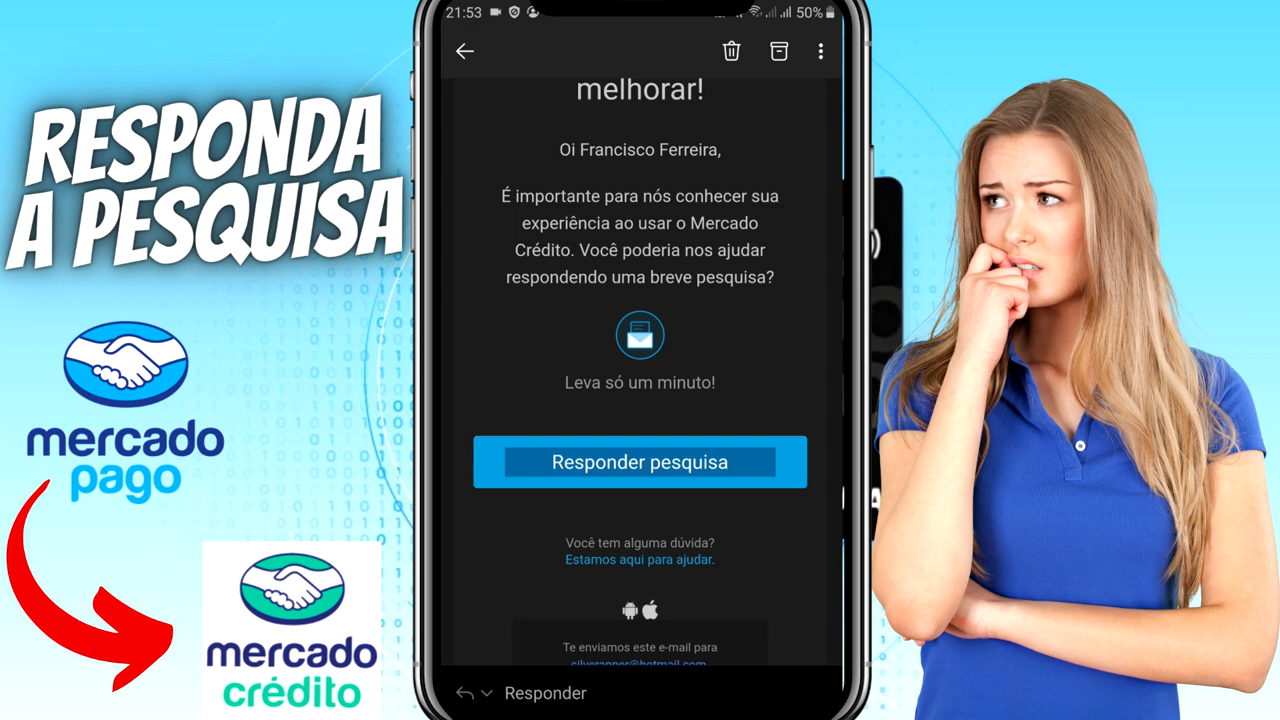 RESPONDA
A PESQUISA
mercado
pago
mercado
crédito
21:53
50%
melhorar!
Oi Francisco Ferreira,
É importante para nós conhecer sua
experiência ao usar o Mercado
Crédito. Você poderia nos ajudar
respondendo uma breve pesquisa?
Leva só um minuto!
Responder pesquisa
Você tem alguma dúvida?
Estamos aqui para ajudar.
Te enviamos este e-mail para
Responder